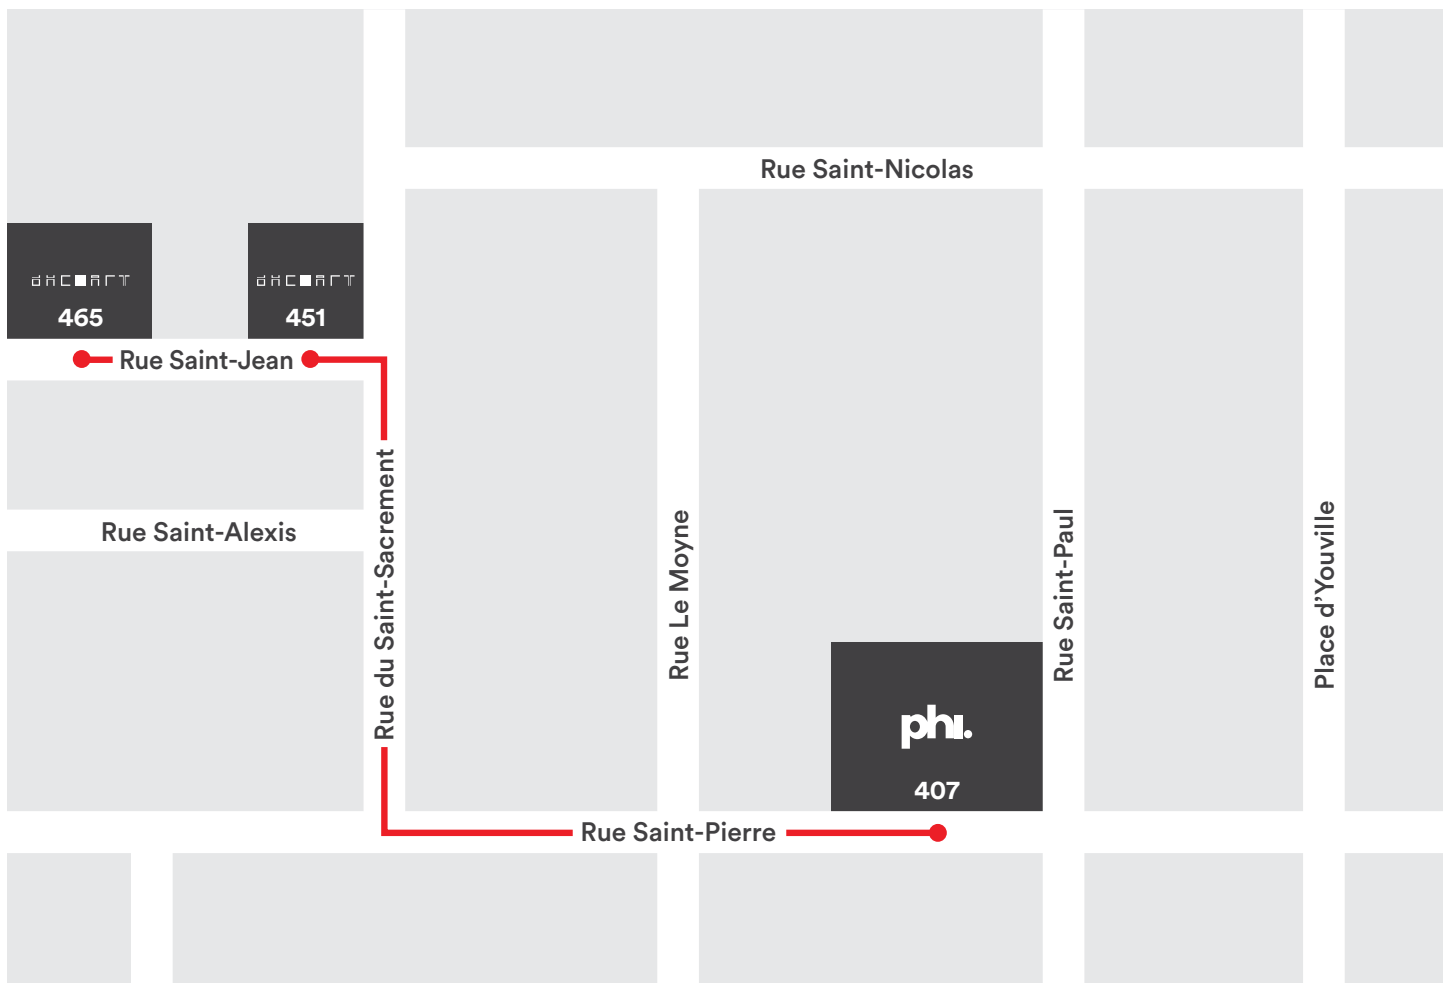 Rue Saint-Nicolas
dhc art
465
dhc art
451
Rue Saint-Jean
Rue Saint-Alexis
Rue du Saint-Sacrement
Rue Le Moyne
Rue Saint-Paul
Place d’Youville
phi.
407
Rue Saint-Pierre